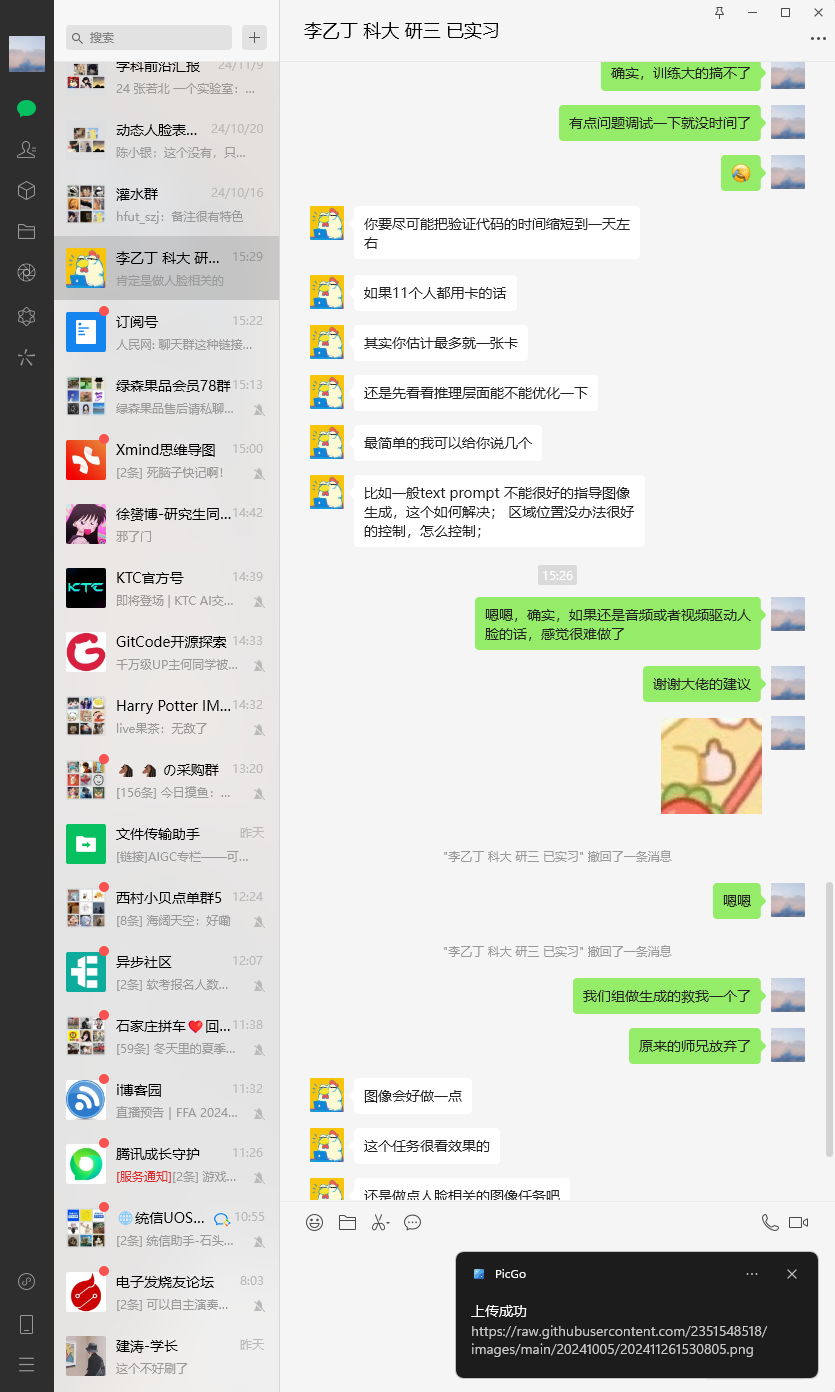 搜索
学科前沿汇报 24/11/9
24 张若北 一个实验室：...
动态人脸表... 24/10/20
陈小银：这个没有，只...
灌水群 24/10/16
hfut_szj：备注很有特色
李乙丁 科大 研... 15:29
肯定是做人脸相关的
订阅号 15:22
人民网: 聊天群这种链接...
绿森果品会员78群 15:13
绿森果品售后请私聊...
Xmind思维导图 15:00
[2条] 死脑子快记啊！
徐赟博-研究生同... 14:42
邪了门
KTC官方号 14:39
即将登场 | KTC AI交...
GitCode开源探索 14:33
千万级UP主何同学被...
Harry Potter IM... 14:32
live果茶：无敌了
🐴 🐴 の采购群 13:20
[156条] 今日摸鱼：...
文件传输助手 昨天
[链接]AIGC专栏——可...
西村小贝点单群5 12:24
[8条] 海阔天空：好嘞
异步社区 12:07
[2条] 软考报名人数...
石家庄拼车❤️回... 11:38
[59条] 冬天里的夏季...
i博客园 11:32
直播预告 | FFA 2024...
腾讯成长守护 11:26
[服务通知][2条] 游戏...
🌐统信UOS... 10:55
[2条] 统信助手-石头...
电子发烧友论坛 8:03
[2条] 可以自主演奏...
建涛-学长 昨天
这个不好刷了
李乙丁 科大 研三 已实习
确实，训练大的搞不了
有点问题调试一下就没时间了
你要尽可能把验证代码的时间缩短到一天左
右
如果11个人都用卡的话
其实你估计最多就一张卡
还是先看看推理层面能不能优化一下
最简单的我可以给你说几个
比如一般text prompt 不能很好的指导图像
生成，这个如何解决； 区域位置没办法很好
的控制，怎么控制；
15:26
嗯嗯，确实，如果还是音频或者视频驱动人
脸的话，感觉很难做了
谢谢大佬的建议
"李乙丁 科大 研三 已实习" 撤回了一条消息
嗯嗯
"李乙丁 科大 研三 已实习" 撤回了一条消息
我们组做生成的救我一个了
原来的师兄放弃了
图像会好做一点
这个任务很看效果的
还是做点人脸相关的图像任务吧
PicGo
上传成功
https://raw.githubusercontent.com/2351548518/
images/main/20241005/202411261530805.png